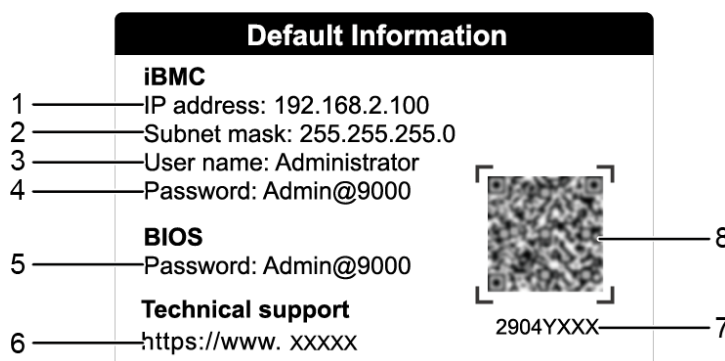 Default Information
iBMC
1 IP address: 192.168.2.100
2 Subnet mask: 255.255.255.0
3 User name: Administrator
4 Password: Admin@9000
BIOS
8
5 Password: Admin@9000
Technical support
2904YXXX 7
6 https://www. xxxxx